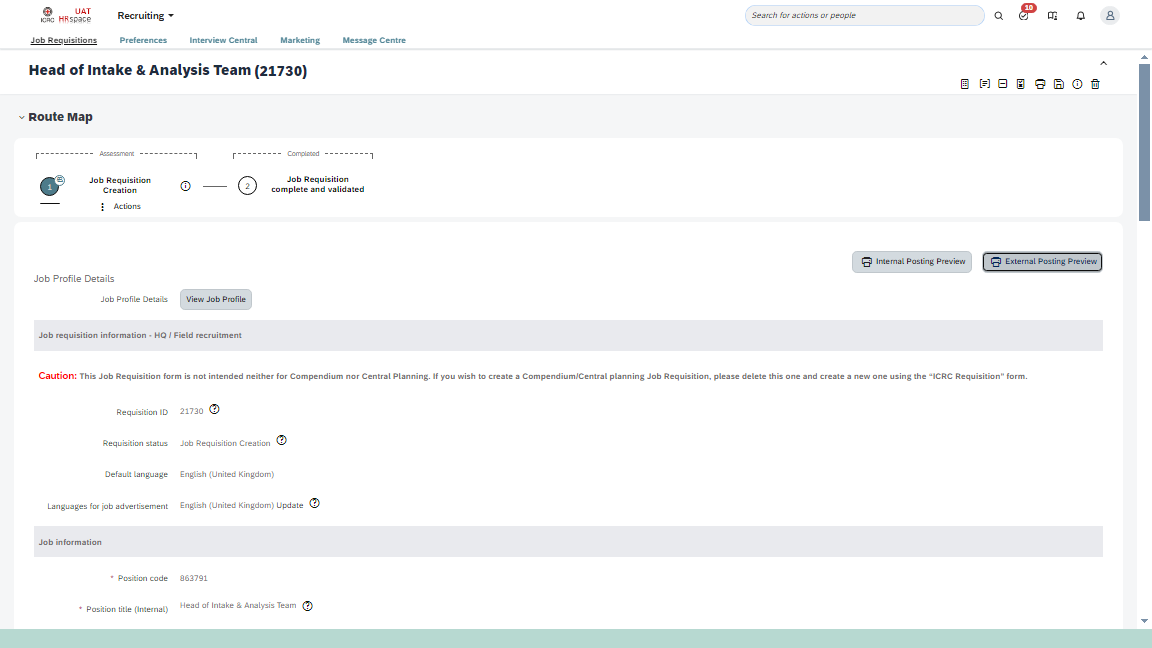 ICRC UAT HRspace
Recruiting
Search for actions or people
10
Job Requisitions Preferences Interview Central Marketing Message Centre
Head of Intake & Analysis Team (21730)
Route Map
Assessment Completed
1 Job Requisition Creation 2 Job Requisition complete and validated
Actions
Internal Posting Preview External Posting Preview
Job Profile Details
Job Profile Details View Job Profile
Job requisition information - HQ / Field recruitment
Caution: This Job Requisition form is not intended neither for Compendium nor Central Planning. If you wish to create a Compendium/Central planning Job Requisition, please delete this one and create a new one using the “ICRC Requisition” form.
Requisition ID 21730
Requisition status Job Requisition Creation
Default language English (United Kingdom)
Languages for job advertisement English (United Kingdom) Update
Job information
* Position code 863791
* Position title (Internal) Head of Intake & Analysis Team